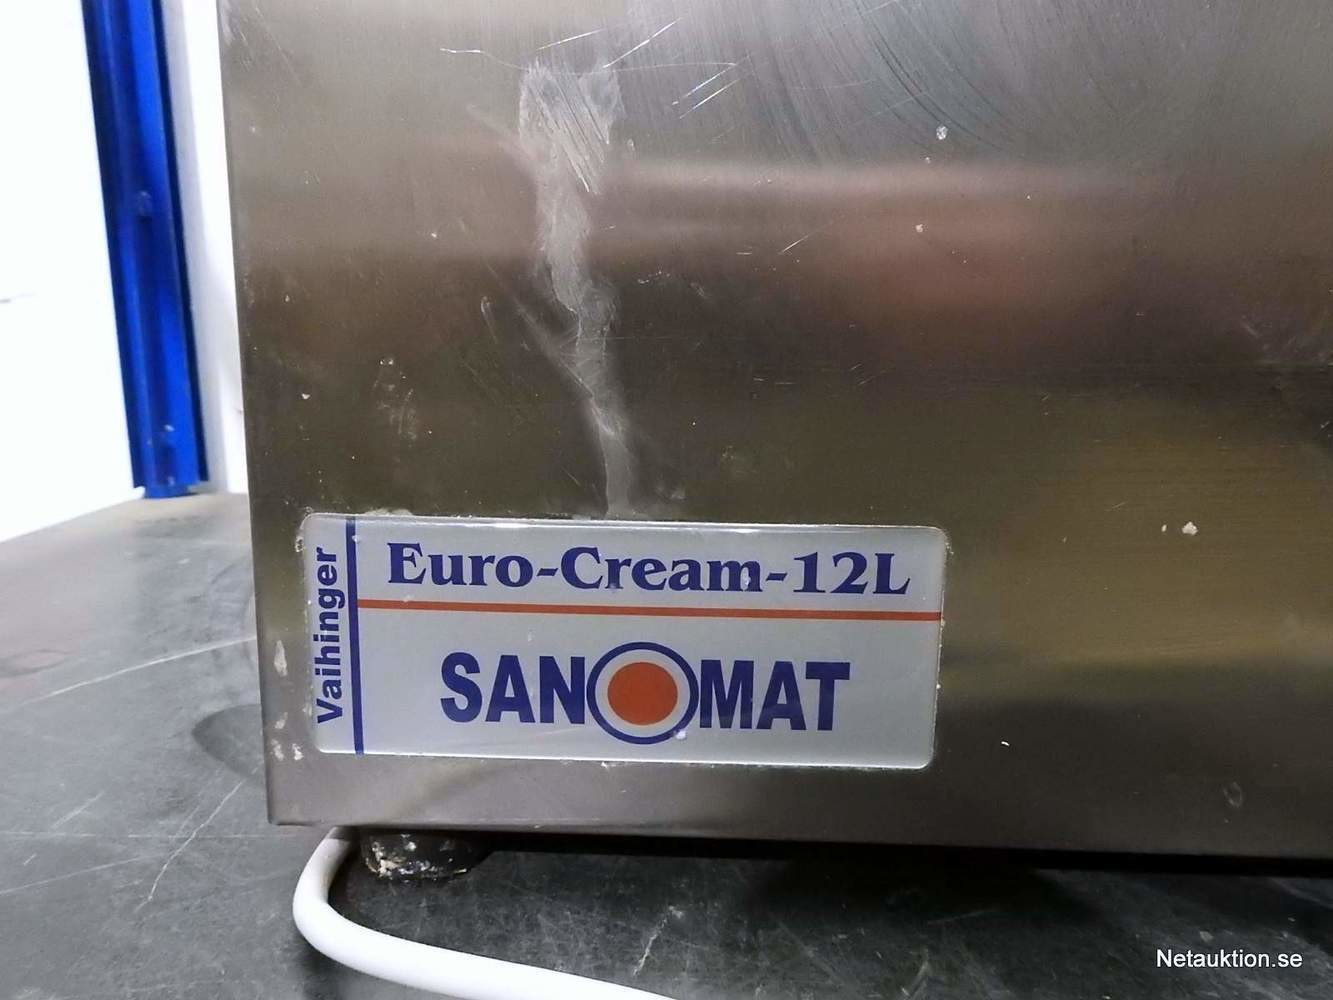 Vaihinger
Euro-Cream-12L
SANOMAT
Netauktion.se